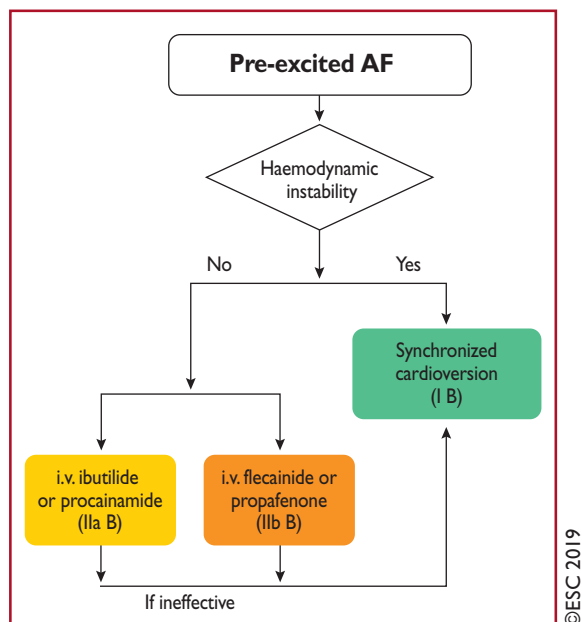 Pre-excited AF
Haemodynamic
instability
No
Yes
Synchronized
cardioversion
(I B)
i.v. ibutilide
or procainamide
(IIa B)
i.v. flecainide or
propafenone
(IIb B)
If ineffective
©ESC 2019